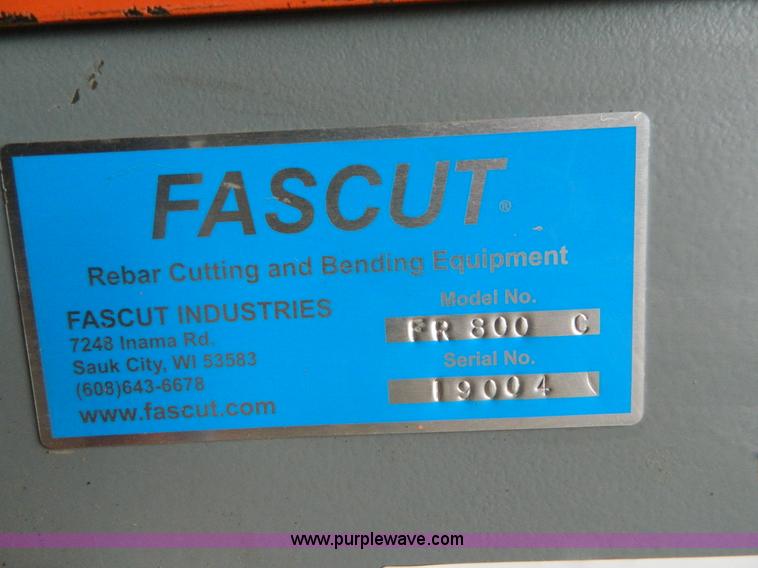 FASCUT®
Rebar Cutting and Bending Equipment
FASCUT INDUSTRIES
7248 Inama Rd.
Sauk City, WI 53583
(608)643-6678
www.fascut.com
Model No.
FR 800 C
Serial No.
19004
www.purplewave.com